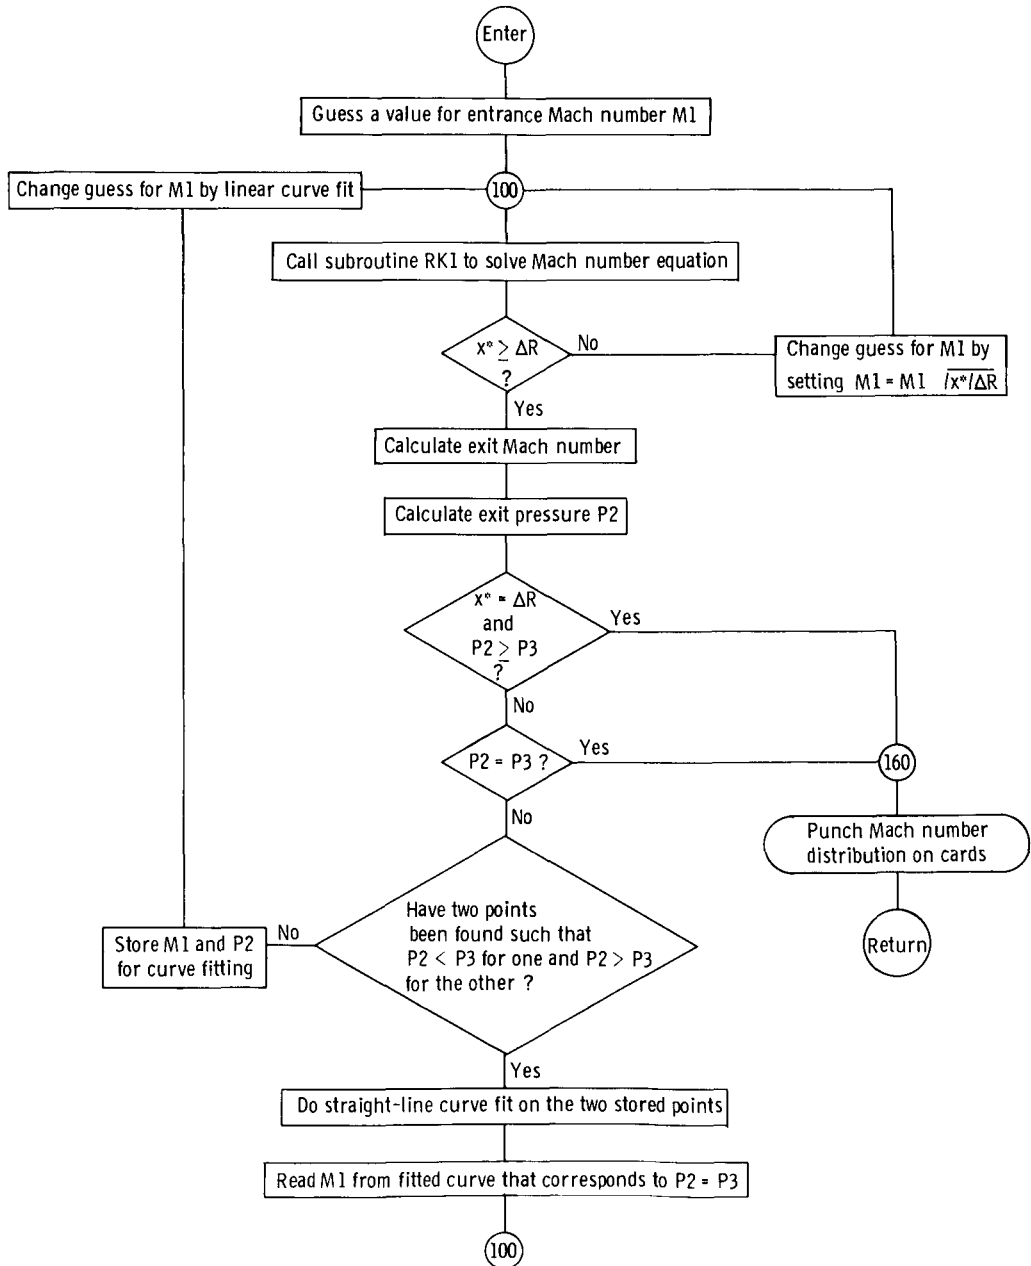 Enter
Guess a value for entrance Mach number M1
Change guess for M1 by linear curve fit
100
Call subroutine RK1 to solve Mach number equation
x* ≥ ΔR
?
No
Change guess for M1 by
setting M1 = M1 √x*/ΔR
Yes
Calculate exit Mach number
Calculate exit pressure P2
x* = ΔR
and
P2 ≥ P3
?
Yes
No
P2 = P3 ?
Yes
160
No
Punch Mach number
distribution on cards
Have two points
been found such that
P2 < P3 for one and P2 > P3
for the other ?
No
Store M1 and P2
for curve fitting
Return
Yes
Do straight-line curve fit on the two stored points
Read M1 from fitted curve that corresponds to P2 = P3
100